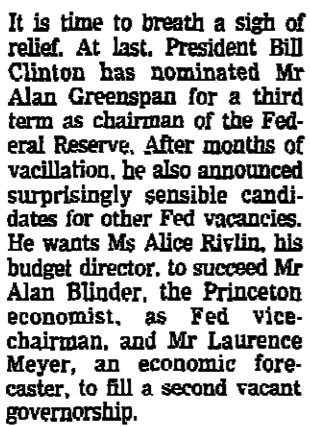 It is time to breath a sigh of
relief. At last, President Bill
Clinton has nominated Mr
Alan Greenspan for a third
term as chairman of the Fed-
eral Reserve. After months of
vacillation, he also announced
surprisingly sensible candi-
dates for other Fed vacancies.
He wants Ms Alice Rivlin, his
budget director, to succeed Mr
Alan Blinder, the Princeton
economist, as Fed vice-
chairman, and Mr Laurence
Meyer, an economic fore-
caster, to fill a second vacant
governorship.